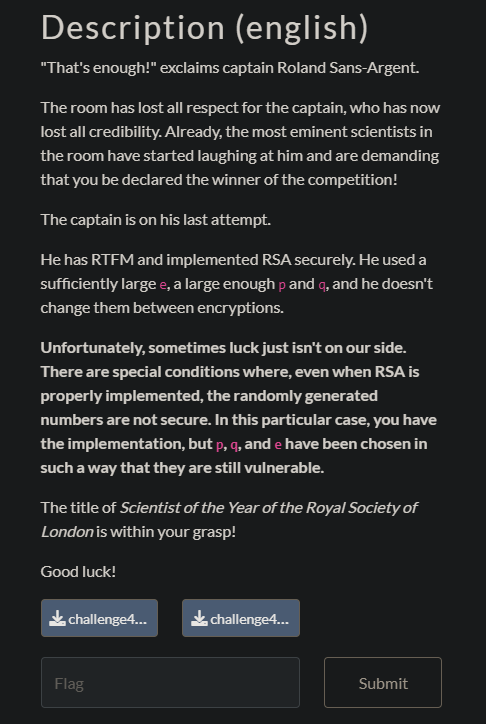 Description (english)
"That's enough!" exclaims captain Roland Sans-Argent.
The room has lost all respect for the captain, who has now
lost all credibility. Already, the most eminent scientists in
the room have started laughing at him and are demanding
that you be declared the winner of the competition!
The captain is on his last attempt.
He has RTFM and implemented RSA securely. He used a
sufficiently large e, a large enough p and q, and he doesn't
change them between encryptions.
Unfortunately, sometimes luck just isn't on our side.
There are special conditions where, even when RSA is
properly implemented, the randomly generated
numbers are not secure. In this particular case, you have
the implementation, but p, q, and e have been chosen in
such a way that they are still vulnerable.
The title of Scientist of the Year of the Royal Society of
London is within your grasp!
Good luck!
challenge4... challenge4...
Flag Submit